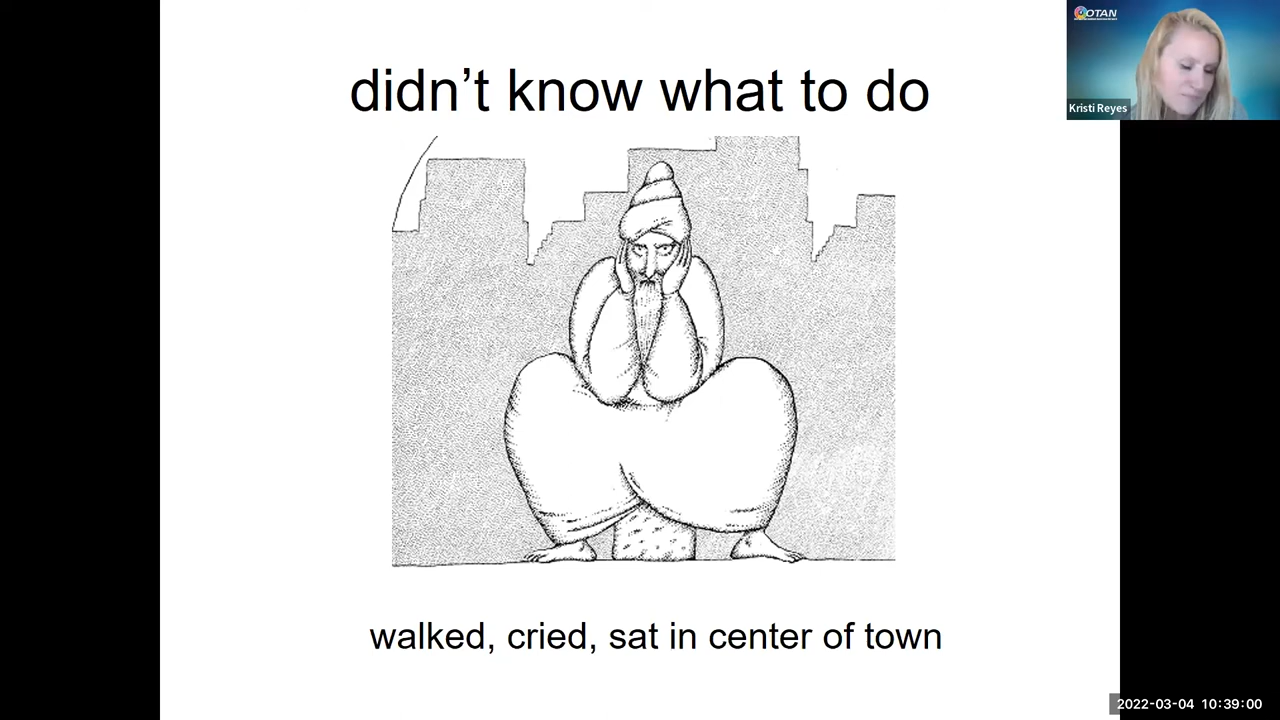 OTAN
didn't know what to do
Kristi Reyes
walked, cried, sat in center of town
2022-03-04 10:39:00